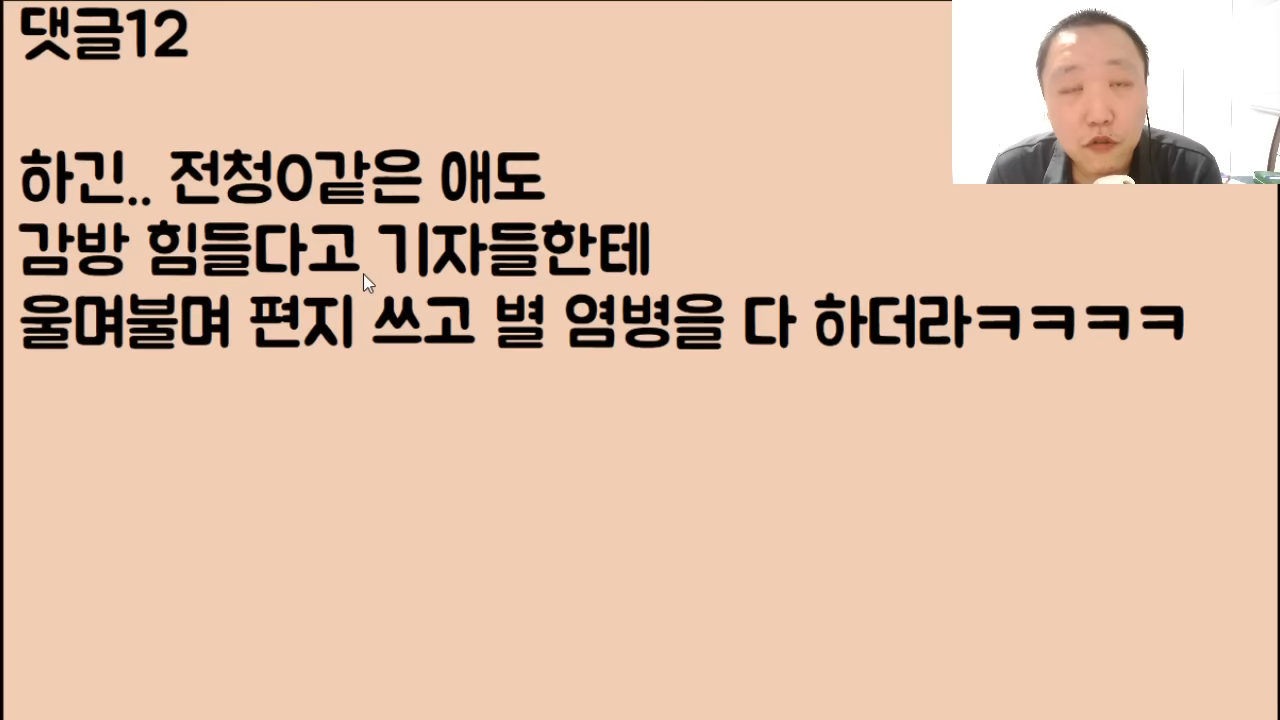 댓글12
하긴.. 전청O같은 애도
감방 힘들다고 기자들한테
울며불며 편지 쓰고 별 염병을 다 하더라ㅋㅋㅋㅋ